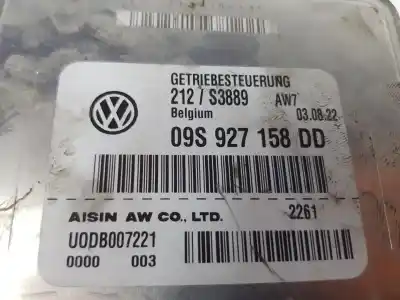 GETRIEBESTEUERUNG
212 / S3889 AW7
Belgium 03.08.22
09S 927 158 DD
AISIN AW CO., LTD. 2261
UODB007221
0000 003